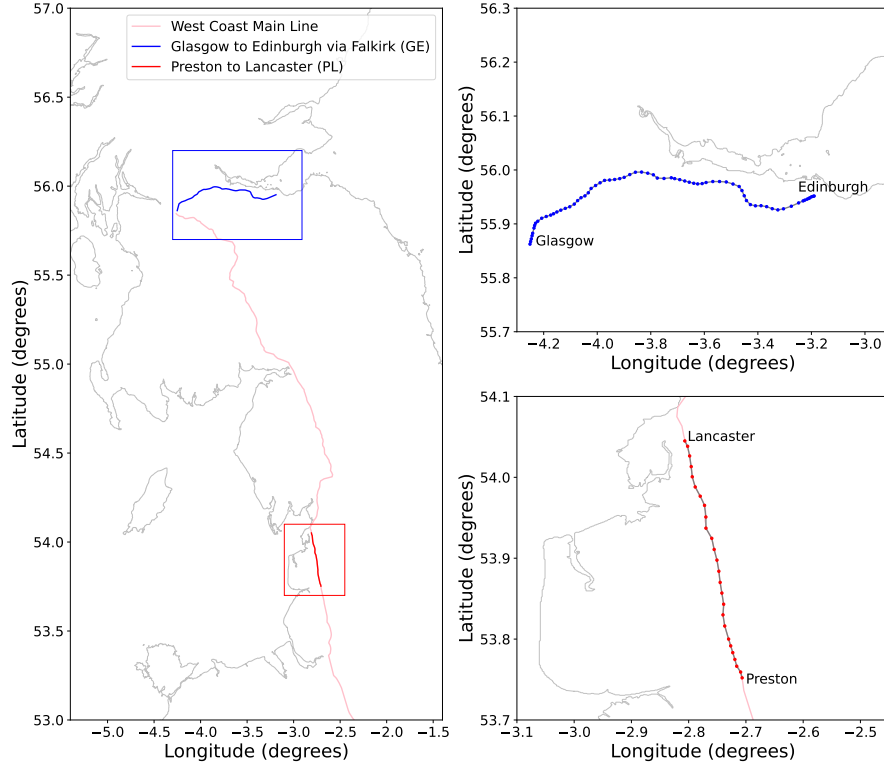 West Coast Main Line
Glasgow to Edinburgh via Falkirk (GE)
Preston to Lancaster (PL)
57.0
56.5
56.0
55.5
55.0
54.5
54.0
53.5
53.0
Latitude (degrees)
−5.0 −4.5 −4.0 −3.5 −3.0 −2.5 −2.0 −1.5
Longitude (degrees)
56.3
56.2
56.1
56.0
55.9
55.8
55.7
Latitude (degrees)
Edinburgh
Glasgow
−4.2 −4.0 −3.8 −3.6 −3.4 −3.2 −3.0
Longitude (degrees)
54.1
54.0
53.9
53.8
53.7
Latitude (degrees)
Lancaster
Preston
−3.1 −3.0 −2.9 −2.8 −2.7 −2.6 −2.5
Longitude (degrees)